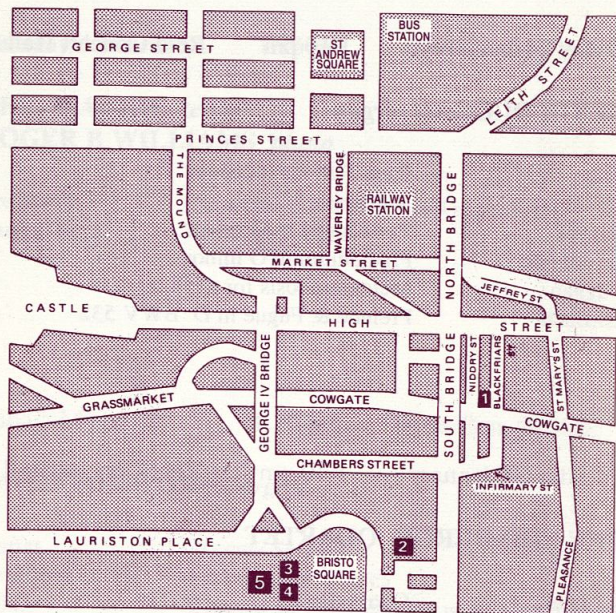 GEORGE STREET
ST
ANDREW
SQUARE
BUS
STATION
LEITH STREET
PRINCES STREET
THE MOUND
WAVERLEY BRIDGE
RAILWAY
STATION
NORTH BRIDGE
MARKET STREET
JEFFREY ST
CASTLE
HIGH STREET
GEORGE IV BRIDGE
SOUTH BRIDGE
NIDDRY ST
BLACKFRIARS
ST
ST MARY'S ST
1
GRASSMARKET
COWGATE
COWGATE
CHAMBERS STREET
INFIRMARY ST
LAURISTON PLACE
BRISTO
SQUARE
2
3
4
5
PLEASANCE